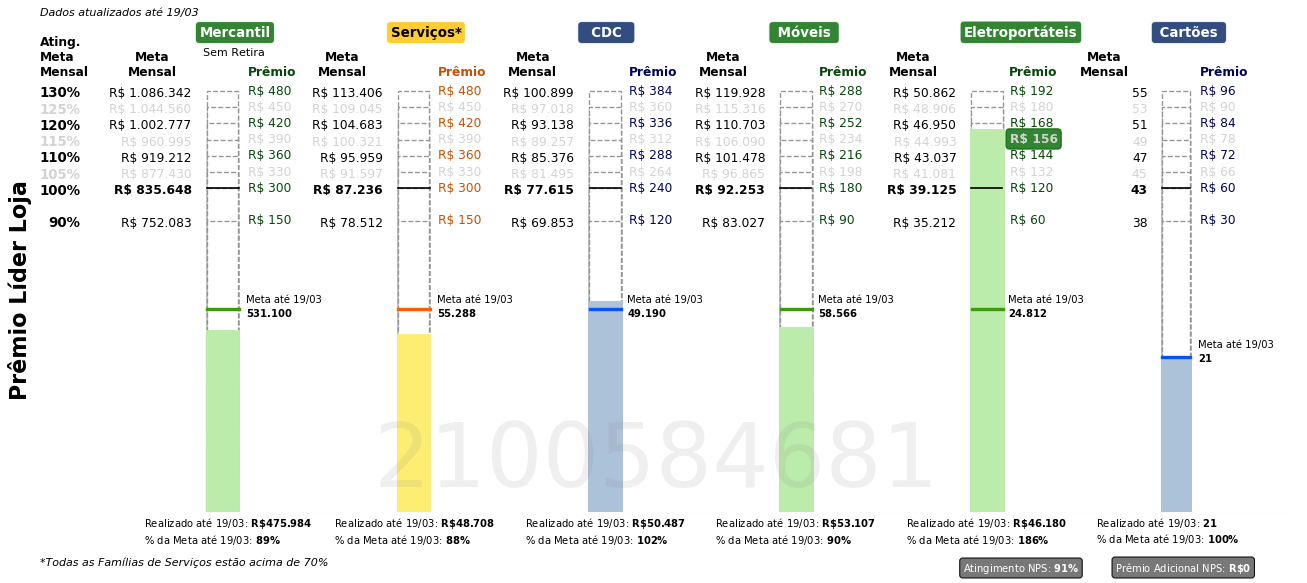 Dados atualizados até 19/03
Mercantil Serviços* CDC Móveis Eletroportáteis Cartões
Sem Retira
Ating. Meta Mensal Meta Mensal Prêmio Meta Mensal Prêmio Meta Mensal Prêmio Meta Mensal Prêmio Meta Mensal Prêmio Meta Mensal Prêmio
130% R$ 1.086.342 R$ 480 R$ 113.406 R$ 480 R$ 100.899 R$ 384 R$ 119.928 R$ 288 R$ 50.862 R$ 192 55 R$ 96
125% R$ 1.044.560 R$ 450 R$ 109.045 R$ 450 R$ 97.018 R$ 360 R$ 115.316 R$ 270 R$ 48.906 R$ 180 53 R$ 90
120% R$ 1.002.777 R$ 420 R$ 104.683 R$ 420 R$ 93.138 R$ 336 R$ 110.703 R$ 252 R$ 46.950 R$ 168 51 R$ 84
115% R$ 960.995 R$ 390 R$ 100.321 R$ 390 R$ 89.257 R$ 312 R$ 106.090 R$ 234 R$ 44.993 R$ 156 49 R$ 78
110% R$ 919.212 R$ 360 R$ 95.959 R$ 360 R$ 85.376 R$ 288 R$ 101.478 R$ 216 R$ 43.037 R$ 144 47 R$ 72
105% R$ 877.430 R$ 330 R$ 91.597 R$ 330 R$ 81.495 R$ 264 R$ 96.865 R$ 198 R$ 41.081 R$ 132 45 R$ 66
100% R$ 835.648 R$ 300 R$ 87.236 R$ 300 R$ 77.615 R$ 240 R$ 92.253 R$ 180 R$ 39.125 R$ 120 43 R$ 60
90% R$ 752.083 R$ 150 R$ 78.512 R$ 150 R$ 69.853 R$ 120 R$ 83.027 R$ 90 R$ 35.212 R$ 60 38 R$ 30
Prêmio Líder Loja
Meta até 19/03 Meta até 19/03 Meta até 19/03 Meta até 19/03 Meta até 19/03
531.100 55.288 49.190 58.566 24.812
Meta até 19/03
21
21000584681
Realizado até 19/03: R$475.984 Realizado até 19/03: R$48.708 Realizado até 19/03: R$50.487 Realizado até 19/03: R$53.107 Realizado até 19/03: R$46.180 Realizado até 19/03: 21
% da Meta até 19/03: 89% % da Meta até 19/03: 88% % da Meta até 19/03: 102% % da Meta até 19/03: 90% % da Meta até 19/03: 186% % da Meta até 19/03: 100%
*Todas as Famílias de Serviços estão acima de 70%
Atingimento NPS: 91% Prêmio Adicional NPS: R$0